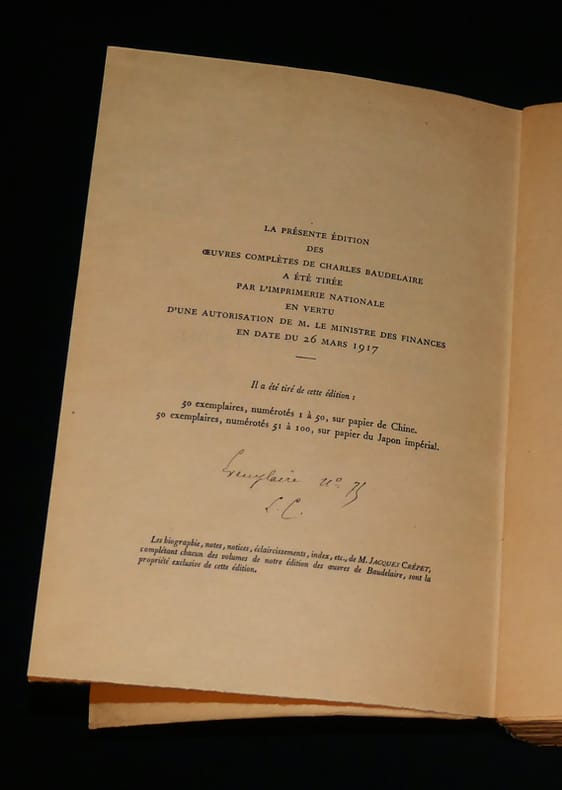 LA PRÉSENTE ÉDITION
DES
ŒUVRES COMPLÈTES DE CHARLES BAUDELAIRE
A ÉTÉ TIRÉE
PAR L'IMPRIMERIE NATIONALE
EN VERTU
D'UNE AUTORISATION DE M. LE MINISTRE DES FINANCES
EN DATE DU 26 MARS 1917
Il a été tiré de cette édition :
50 exemplaires, numérotés 1 à 50, sur papier de Chine.
50 exemplaires, numérotés 51 à 100, sur papier du Japon impérial.
Exemplaire nº
L. C.
Les biographie, notes, notices, éclaircissements, index, etc., de M. JACQUES CRÉPET,
complétant chacun des volumes de notre édition des œuvres de Baudelaire, sont la
propriété exclusive de cette édition.